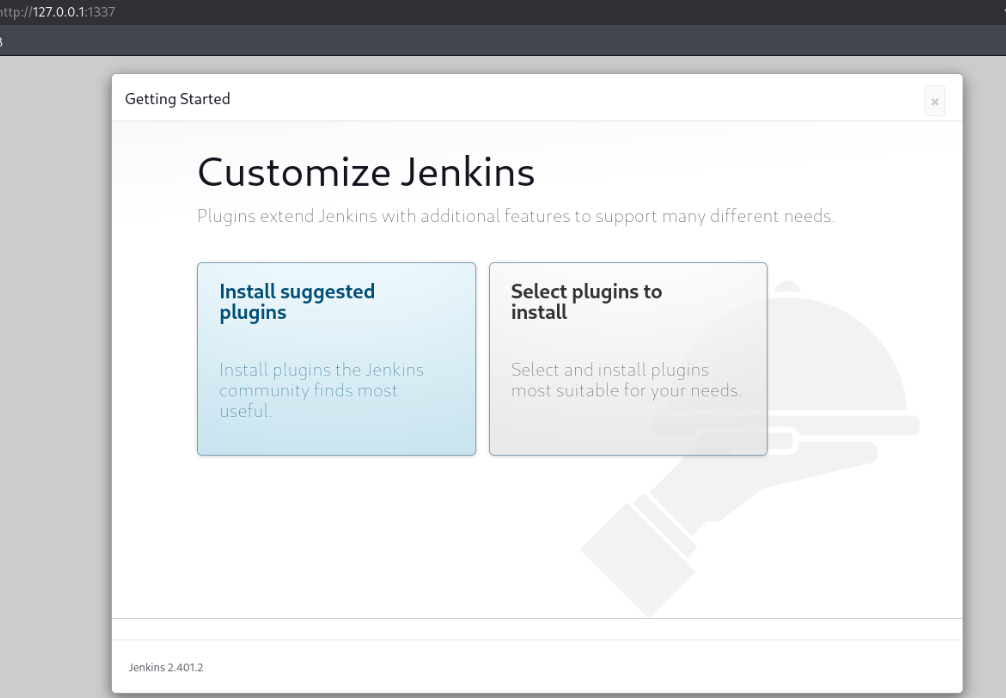 http://127.0.0.1:1337
Getting Started
×
Customize Jenkins
Plugins extend Jenkins with additional features to support many different needs.
Install suggested
plugins
Install plugins the Jenkins
community finds most
useful.
Select plugins to
install
Select and install plugins
most suitable for your needs.
Jenkins 2.401.2